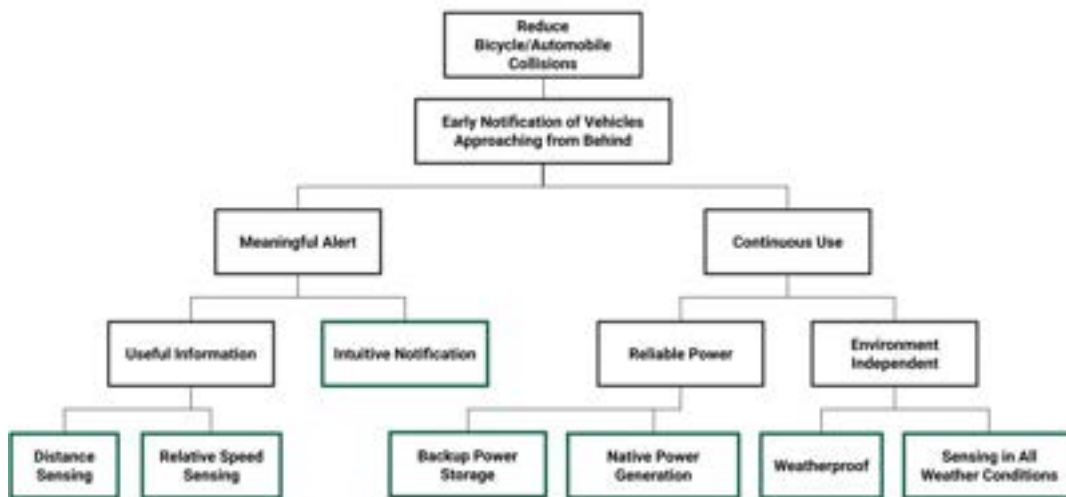 Reduce
Bicycle/Automobile
Collisions
Early Notification of Vehicles
Approaching from Behind
Meaningful Alert
Continuous Use
Useful Information
Intuitive Notification
Reliable Power
Environment
Independent
Distance
Sensing
Relative Speed
Sensing
Backup Power
Storage
Native Power
Generation
Weatherproof
Sensing in All
Weather Conditions